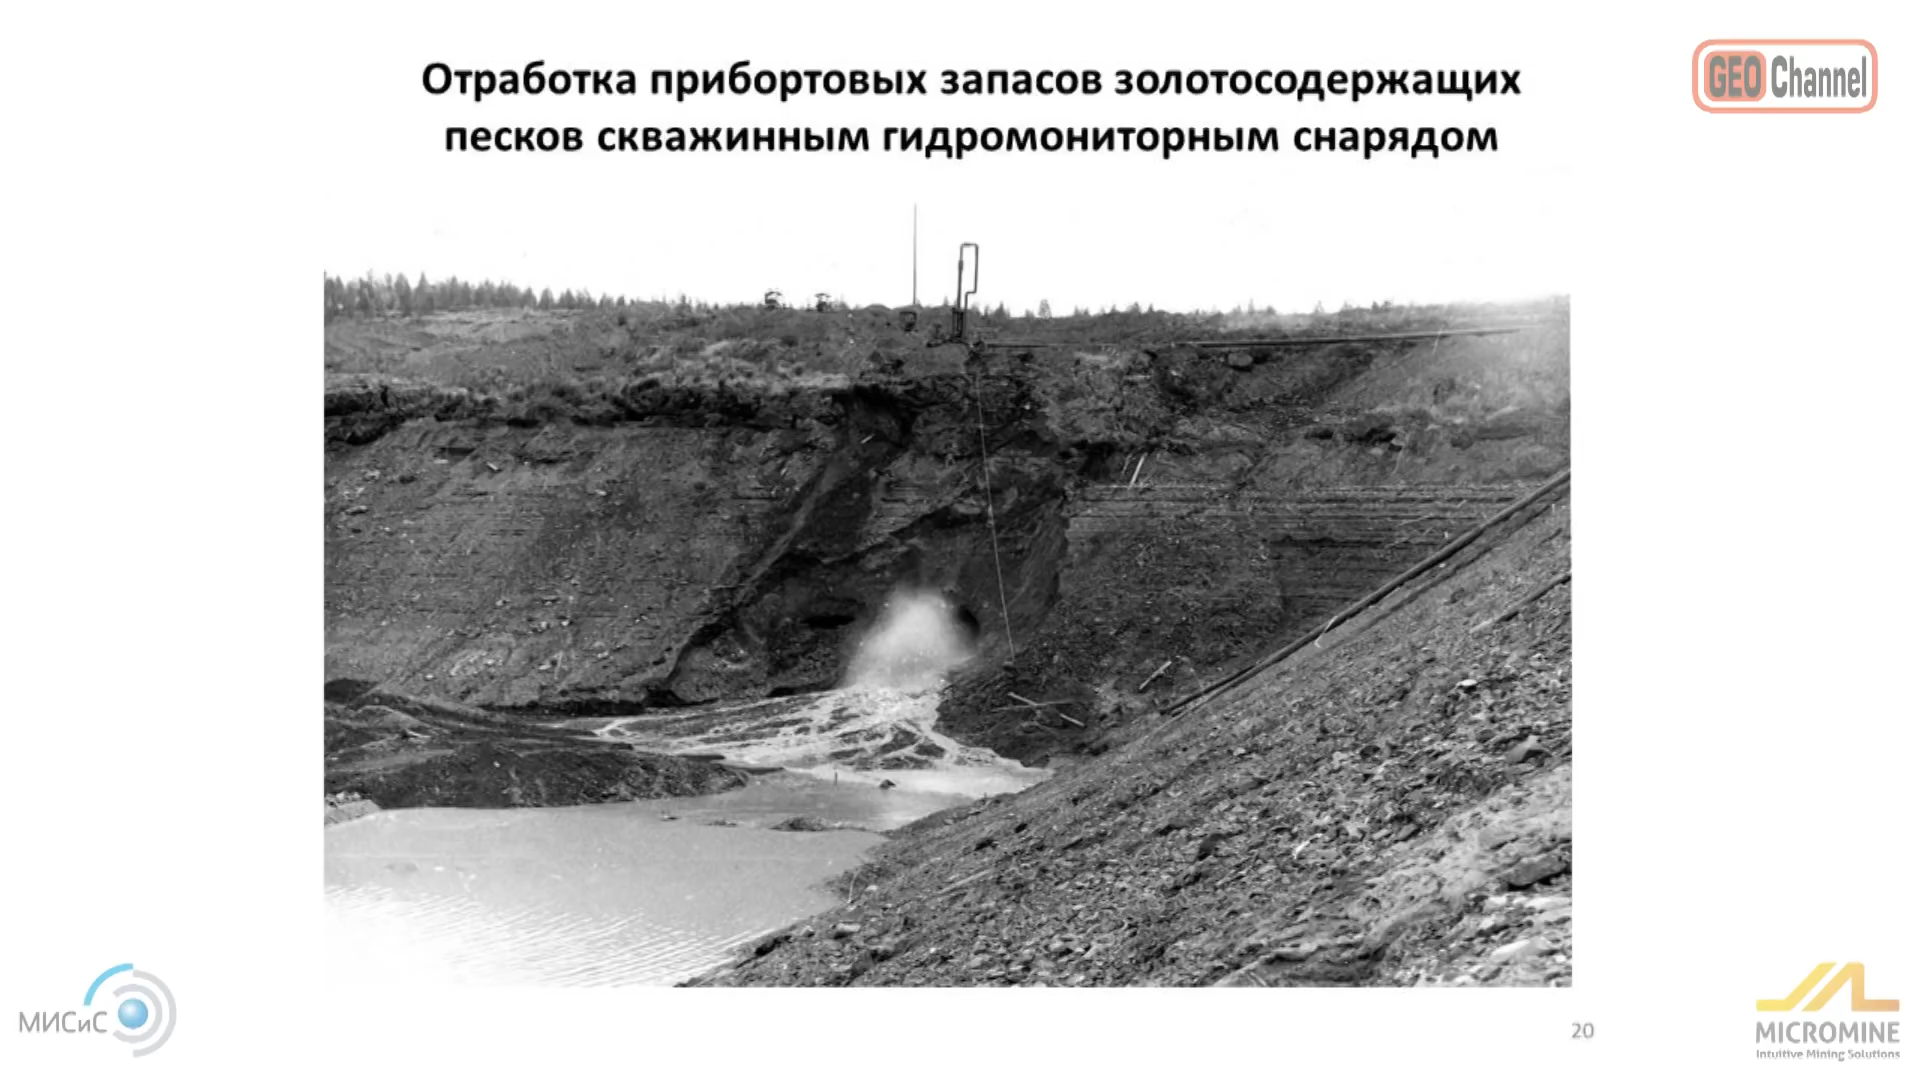 Отработка прибортовых запасов золотосодержащих
песков скважинным гидромониторным снарядом
GEO Channel
МИСиС
20
MICROMINE
Intuitive Mining Solutions